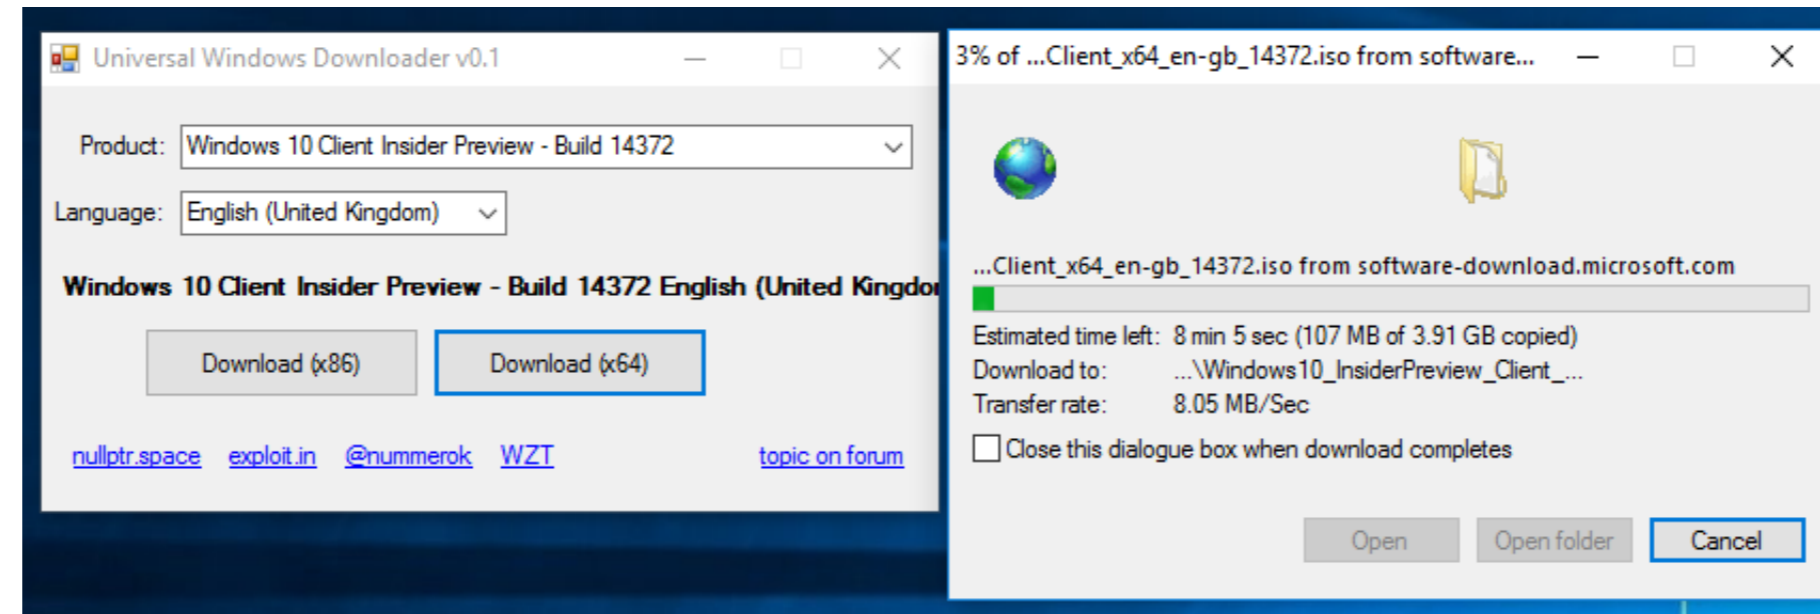 Universal Windows Downloader v0.1
Product: Windows 10 Client Insider Preview - Build 14372
Language: English (United Kingdom)
Windows 10 Client Insider Preview - Build 14372 English (United Kingdo
Download (x86) Download (x64)
nullptr.space exploit.in @nummerok WZT topic on forum
3% of ...Client_x64_en-gb_14372.iso from software...
...Client_x64_en-gb_14372.iso from software-download.microsoft.com
Estimated time left: 8 min 5 sec (107 MB of 3.91 GB copied)
Download to: ...\Windows10_InsiderPreview_Client_...
Transfer rate: 8.05 MB/Sec
Close this dialogue box when download completes
Open Open folder Cancel